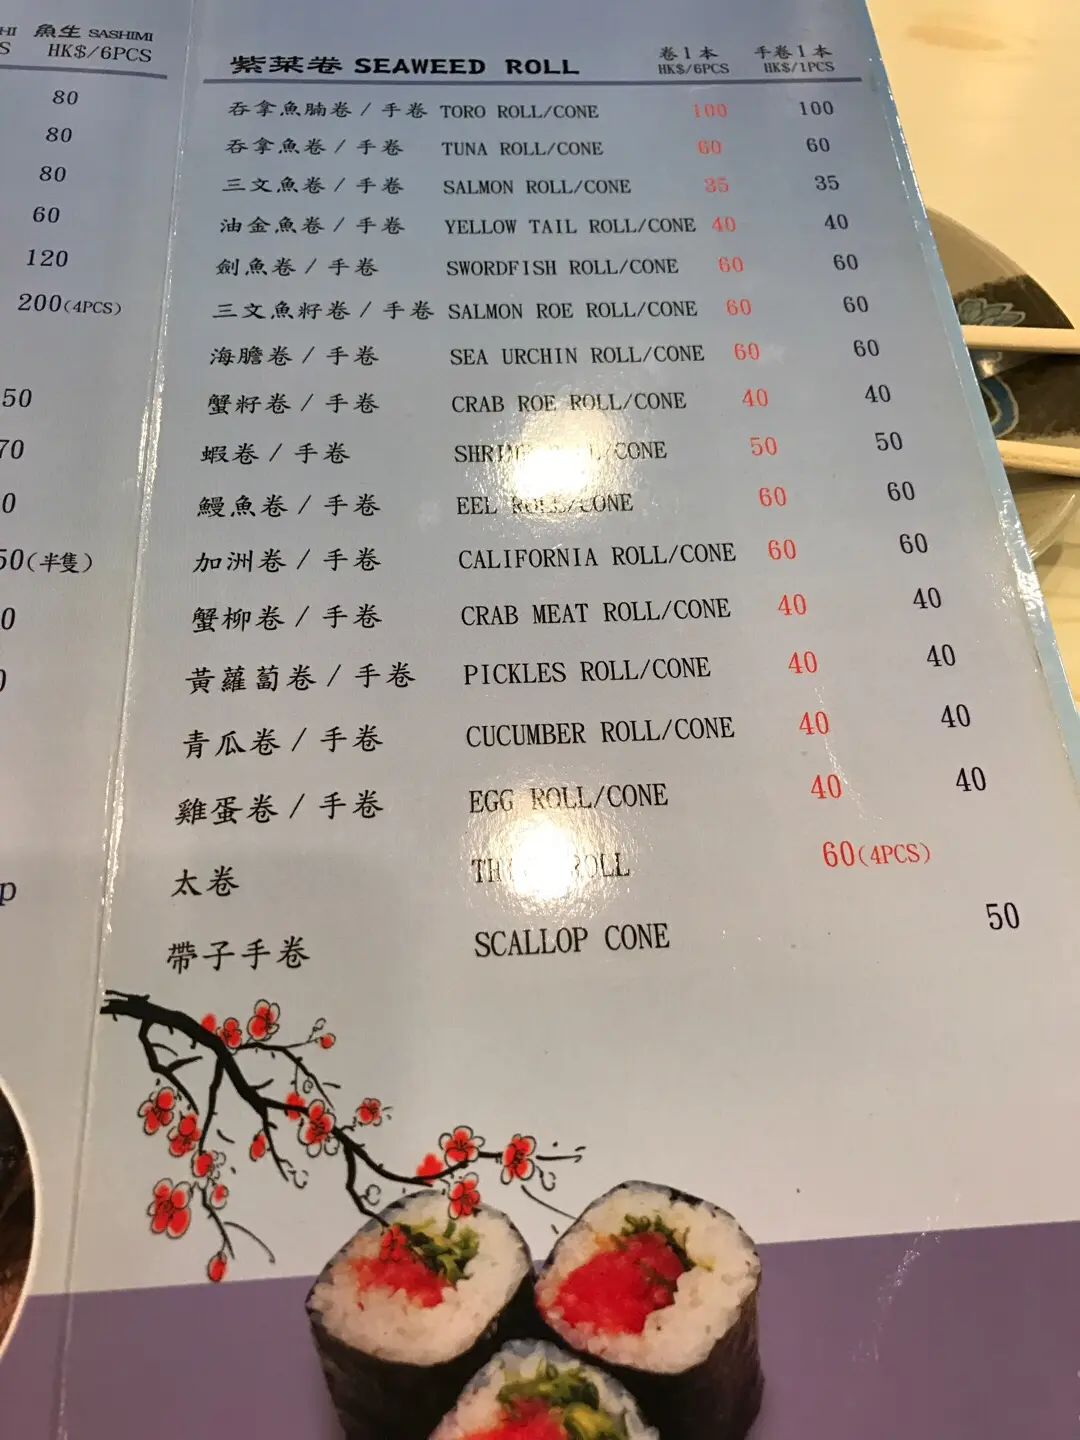 HI 魚生 SASHIMI
S HK$/6PCS
80
80
80
60
120
200(4PCS)
50
70
0
50(半隻)
0
0
p
紫菜卷 SEAWEED ROLL 卷1本 手卷1本
HK$/6PCS HK$/1PCS
吞拿魚腩卷 / 手卷 TORO ROLL/CONE 100 100
吞拿魚卷 / 手卷 TUNA ROLL/CONE 60 60
三文魚卷 / 手卷 SALMON ROLL/CONE 35 35
油金魚卷 / 手卷 YELLOW TAIL ROLL/CONE 40 40
劍魚卷 / 手卷 SWORDFISH ROLL/CONE 60 60
三文魚籽卷 / 手卷 SALMON ROE ROLL/CONE 60 60
海膽卷 / 手卷 SEA URCHIN ROLL/CONE 60 60
蟹籽卷 / 手卷 CRAB ROE ROLL/CONE 40 40
蝦卷 / 手卷 SHRIMP ROLL/CONE 50 50
鰻魚卷 / 手卷 EEL ROLL/CONE 60 60
加洲卷 / 手卷 CALIFORNIA ROLL/CONE 60 60
蟹柳卷 / 手卷 CRAB MEAT ROLL/CONE 40 40
黃蘿蔔卷 / 手卷 PICKLES ROLL/CONE 40 40
青瓜卷 / 手卷 CUCUMBER ROLL/CONE 40 40
雞蛋卷 / 手卷 EGG ROLL/CONE 40 40
太卷 ROLL 60(4PCS)
帶子手卷 SCALLOP CONE 50